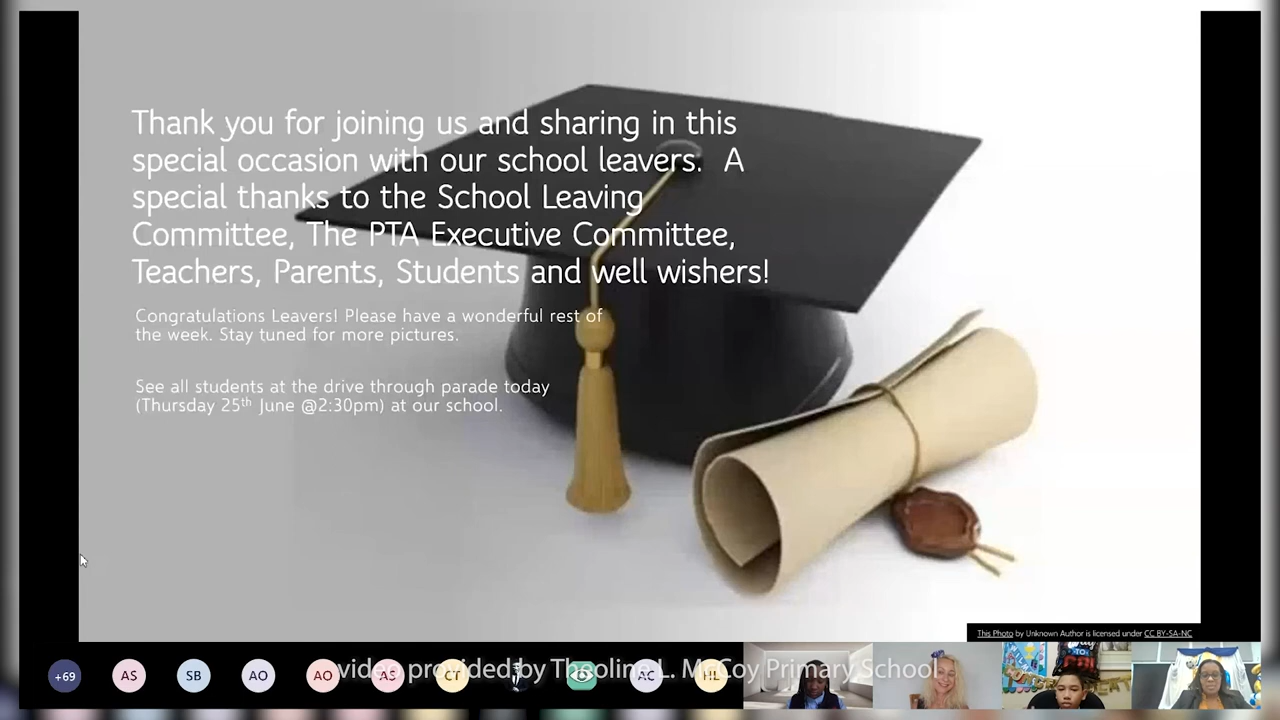 Thank you for joining us and sharing in this
special occasion with our school leavers.  A
special thanks to the School Leaving
Committee, The PTA Executive Committee,
Teachers, Parents, Students and well wishers!
Congratulations Leavers! Please have a wonderful rest of
the week. Stay tuned for more pictures.
See all students at the drive through parade today
(Thursday 25th June @2:30pm) at our school.
This Photo by Unknown Author is licensed under CC BY-SA-NC
video provided by Theoline L. McCoy Primary School
+69 AS SB AO AO AS CT AC HL